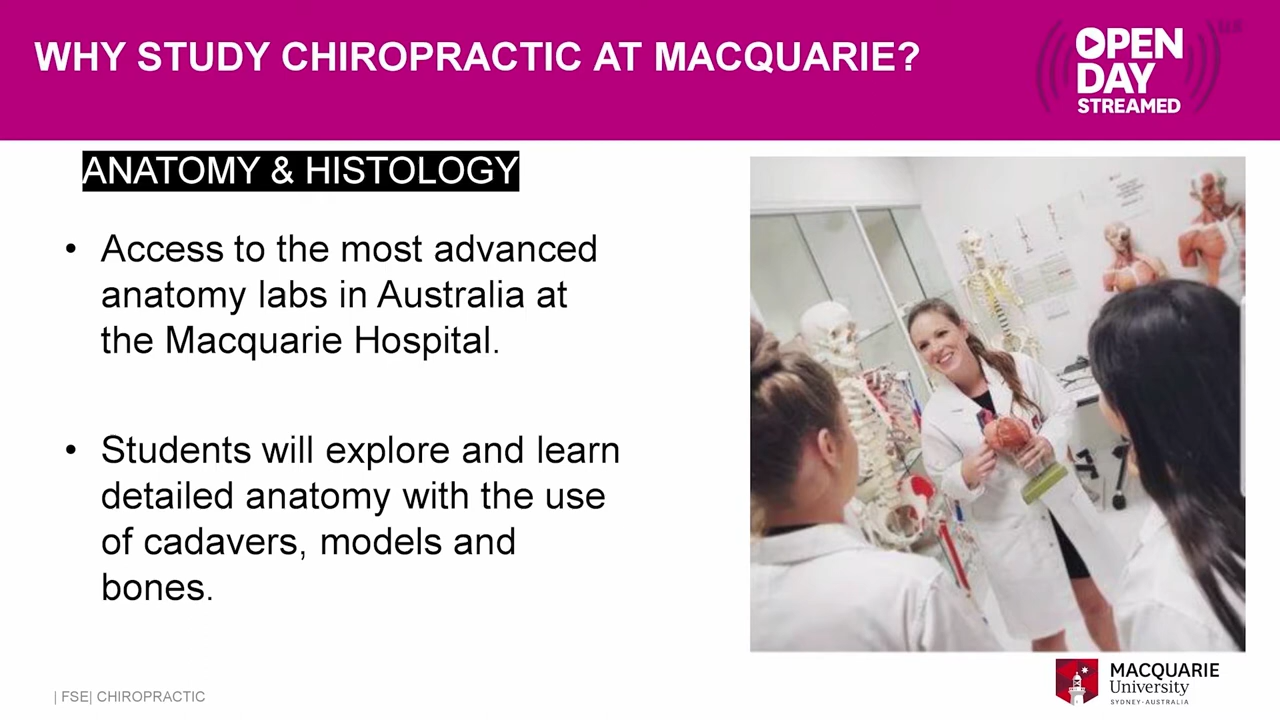 WHY STUDY CHIROPRACTIC AT MACQUARIE?
OPEN
DAY
STREAMED
ANATOMY & HISTOLOGY
• Access to the most advanced
anatomy labs in Australia at
the Macquarie Hospital.
• Students will explore and learn
detailed anatomy with the use
of cadavers, models and
bones.
| FSE| CHIROPRACTIC
MACQUARIE
University
SYDNEY·AUSTRALIA